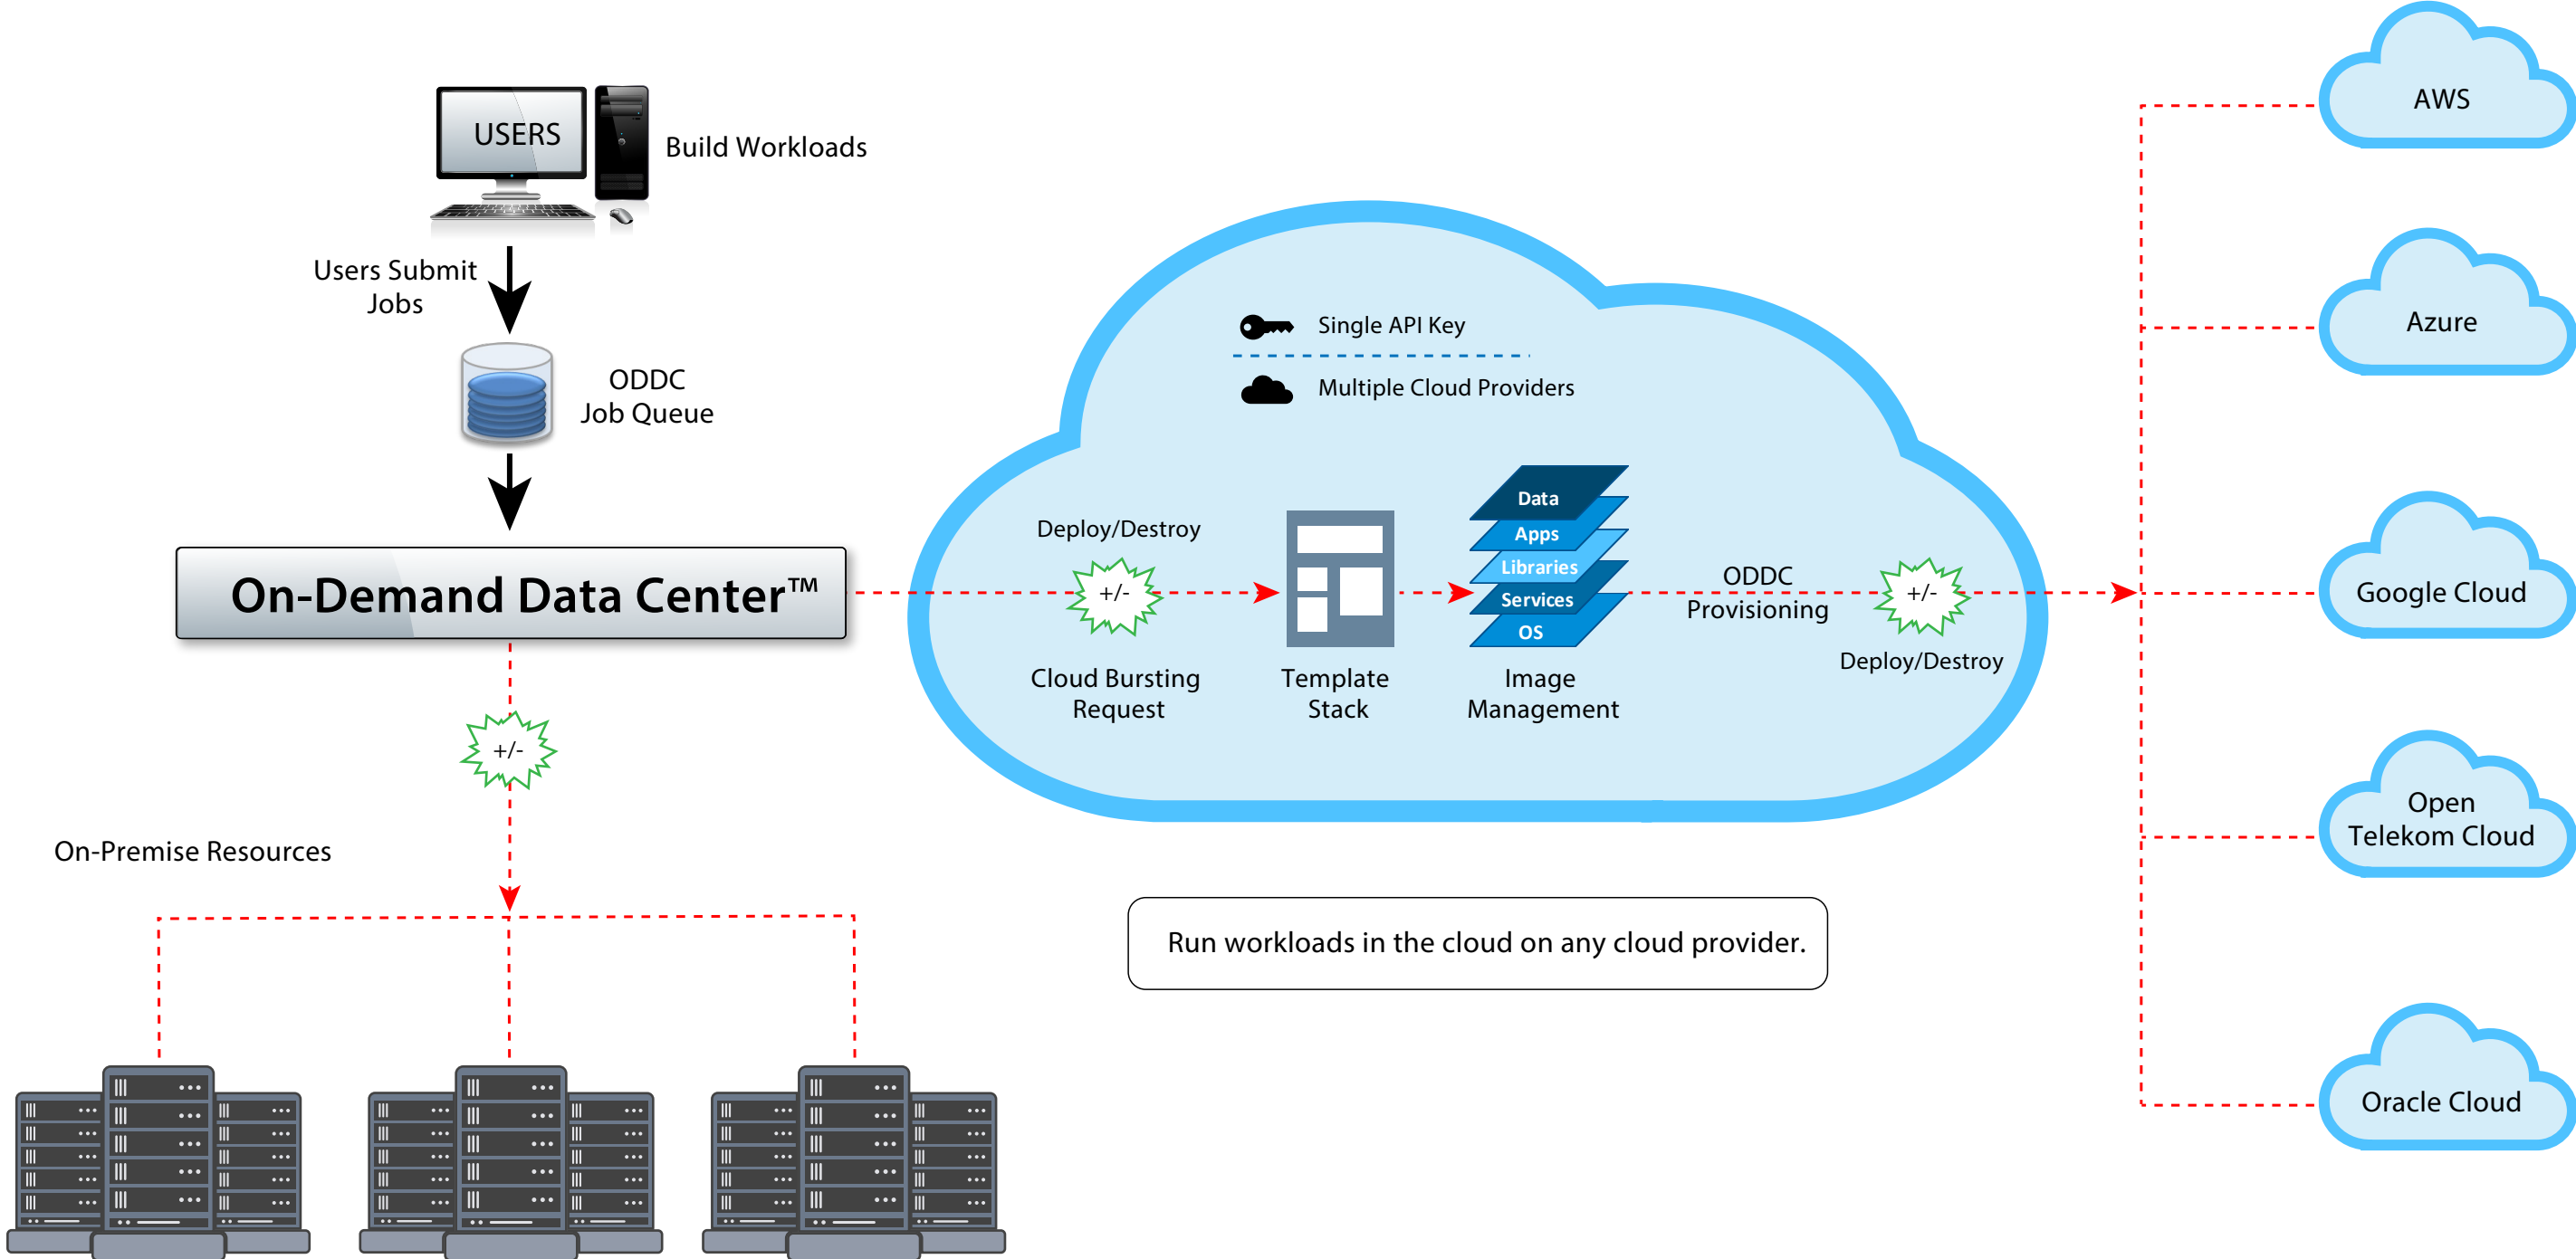 USERS
Build Workloads
Users Submit
Jobs
ODDC
Job Queue
On-Demand Data Center™
+/-
On-Premise Resources
Single API Key
Multiple Cloud Providers
Deploy/Destroy
+/-
Cloud Bursting
Request
Template
Stack
Data
Apps
Libraries
Services
OS
Image
Management
ODDC
Provisioning
+/-
Deploy/Destroy
Run workloads in the cloud on any cloud provider.
AWS
Azure
Google Cloud
Open
Telekom Cloud
Oracle Cloud